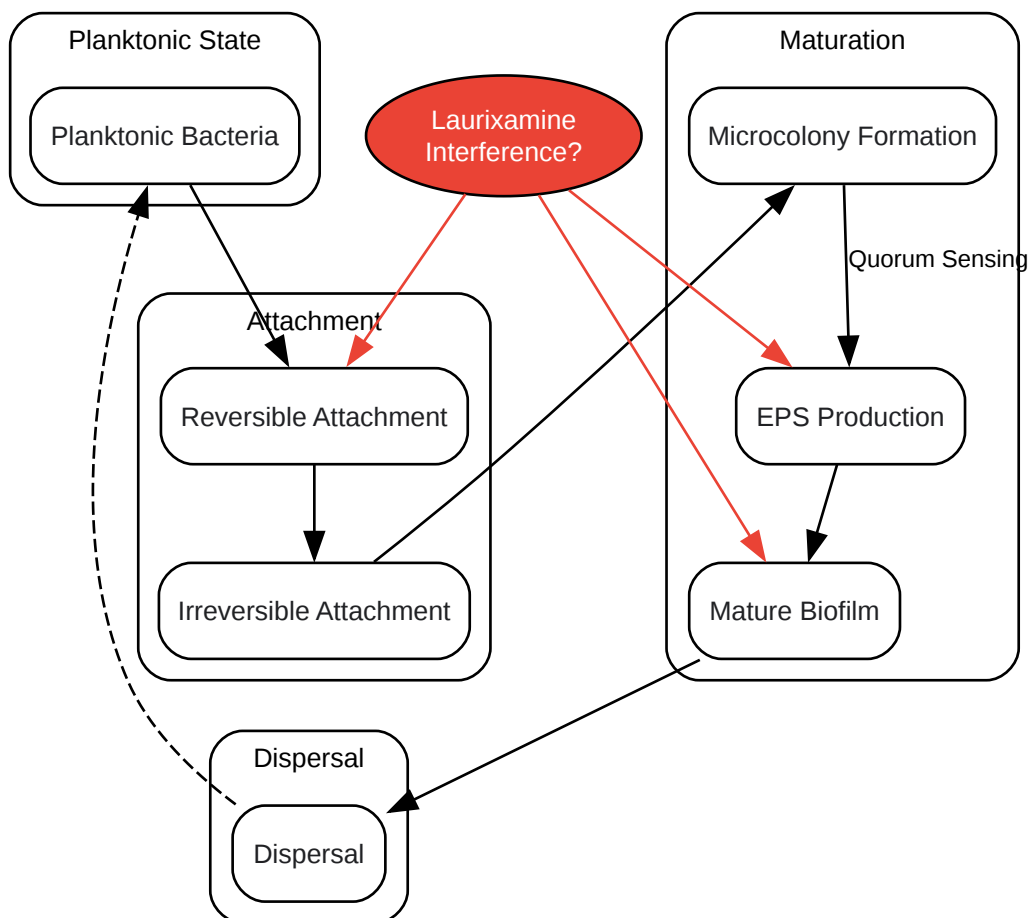 Planktonic State
Planktonic Bacteria
Laurixamine
Interference?
Maturation
Microcolony Formation
Quorum Sensing
Attachment
Reversible Attachment
EPS Production
Irreversible Attachment
Mature Biofilm
Dispersal
Dispersal